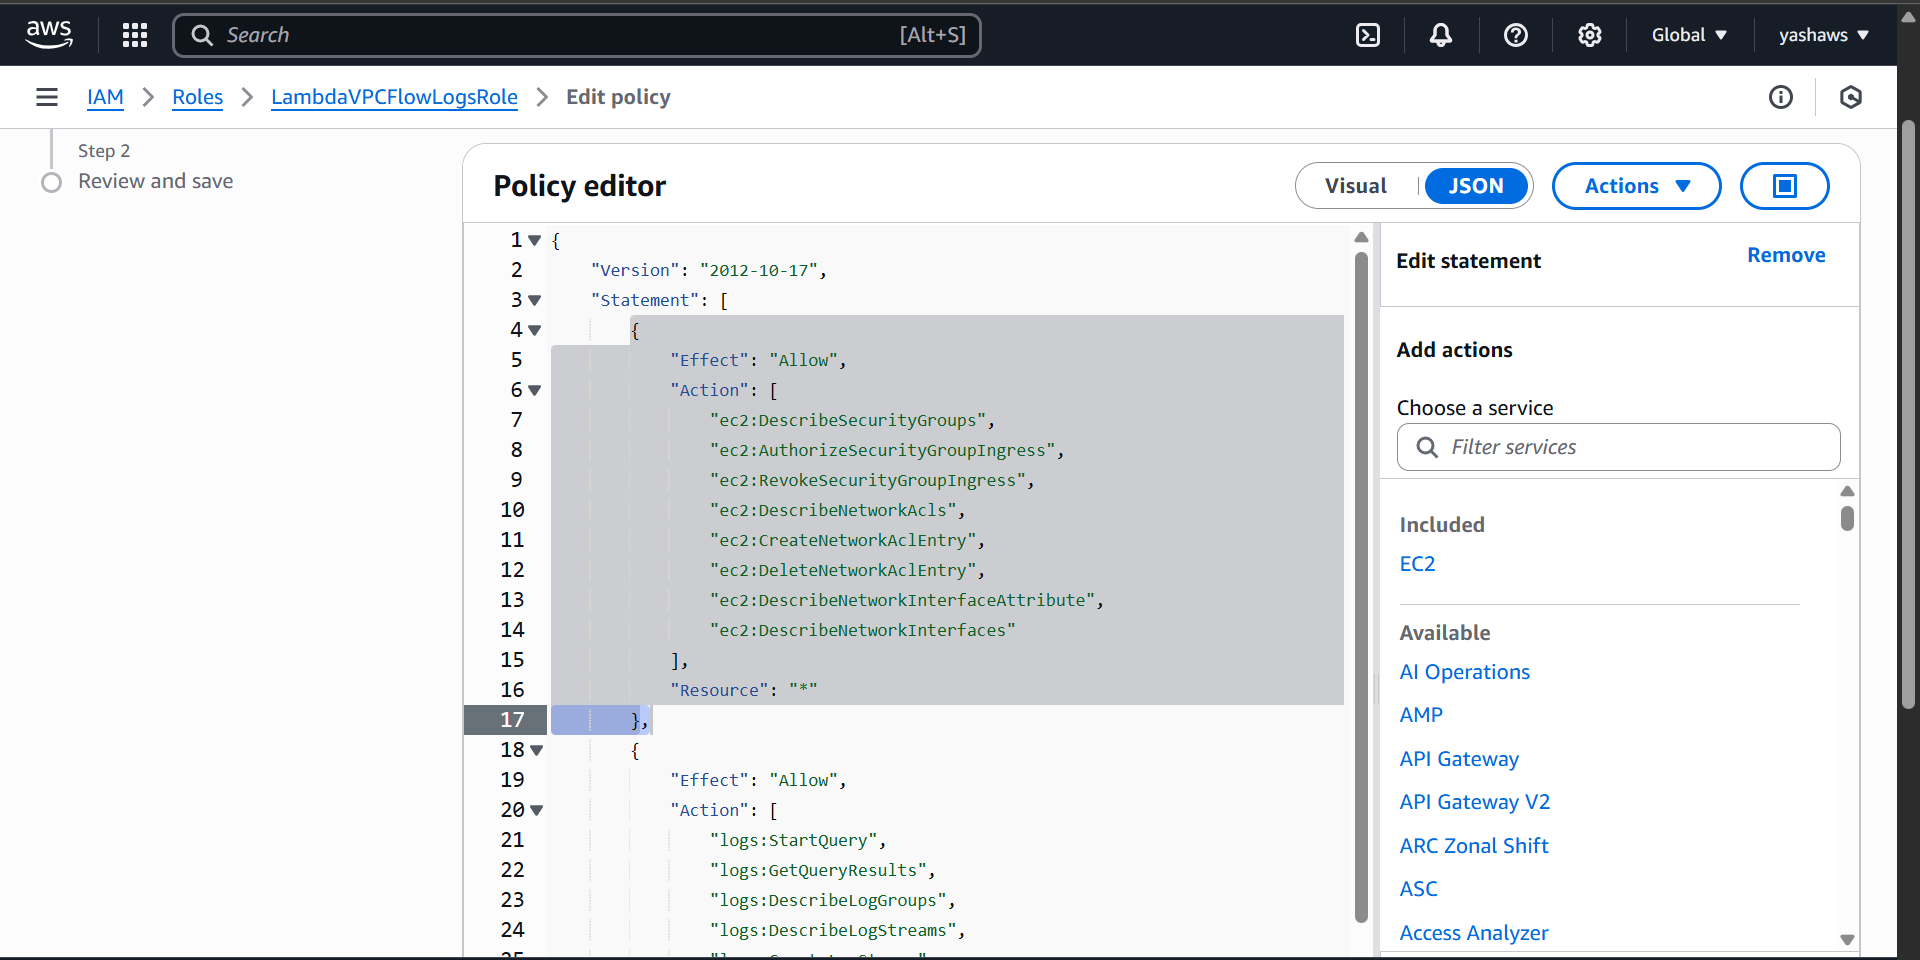 aws
Search [Alt+S]
Global
yashaws
IAM
Roles
LambdaVPCFlowLogsRole
Edit policy
Step 2
Review and save
Policy editor
Visual
JSON
Actions
1 {
2 "Version": "2012-10-17",
3 "Statement": [
4 {
5 "Effect": "Allow",
6 "Action": [
7 "ec2:DescribeSecurityGroups",
8 "ec2:AuthorizeSecurityGroupIngress",
9 "ec2:RevokeSecurityGroupIngress",
10 "ec2:DescribeNetworkAcls",
11 "ec2:CreateNetworkAclEntry",
12 "ec2:DeleteNetworkAclEntry",
13 "ec2:DescribeNetworkInterfaceAttribute",
14 "ec2:DescribeNetworkInterfaces"
15 ],
16 "Resource": "*"
17 },
18 {
19 "Effect": "Allow",
20 "Action": [
21 "logs:StartQuery",
22 "logs:GetQueryResults",
23 "logs:DescribeLogGroups",
24 "logs:DescribeLogStreams",
25
Edit statement
Remove
Add actions
Choose a service
Filter services
Included
EC2
Available
AI Operations
AMP
API Gateway
API Gateway V2
ARC Zonal Shift
ASC
Access Analyzer